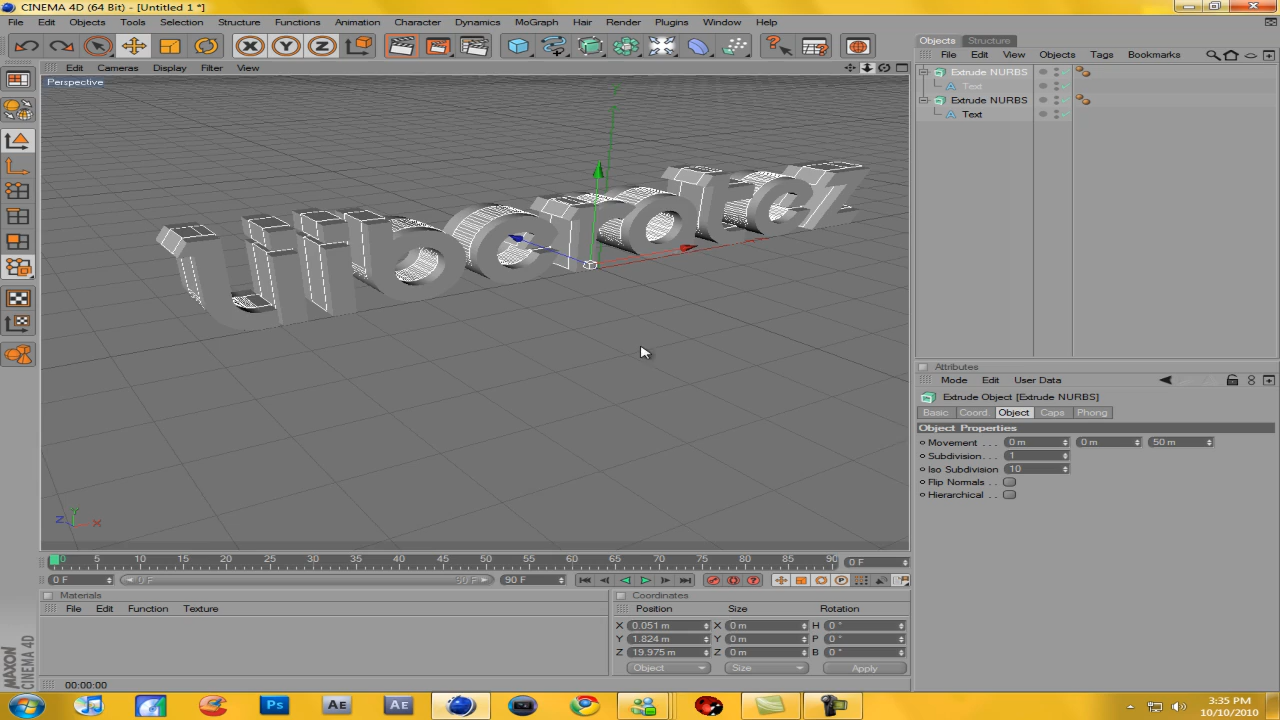 CINEMA 4D (64 Bit) - [Untitled 1 *]
File Edit Objects Tools Selection Structure Functions Animation Character Dynamics MoGraph Hair Render Plugins Window Help
X Y Z
Objects Structure
File Edit View Objects Tags Bookmarks
Edit Cameras Display Filter View
Perspective
Extrude NURBS
Text
Extrude NURBS
Text
Attributes
Mode Edit User Data
Extrude Object [Extrude NURBS]
Basic Coord. Object Caps Phong
Object Properties
Movement . . . 0 m 0 m 50 m
Subdivision. . . 1
Iso Subdivision 10
Flip Normals . .
Hierarchical . . .
Y
Z X
0 5 10 15 20 25 30 35 40 45 50 55 60 65 70 75 80 85 90 0 F
0 F 0 F 90 F 90 F
Materials
File Edit Function Texture
Coordinates
Position Size Rotation
X 0.051 m X 0 m H 0 °
Y 1.824 m Y 0 m P 0 °
Z 19.975 m Z 0 m B 0 °
Object Size Apply
MAXON
CINEMA 4D
00:00:00
Ps AE AE
3:35 PM
10/10/2010